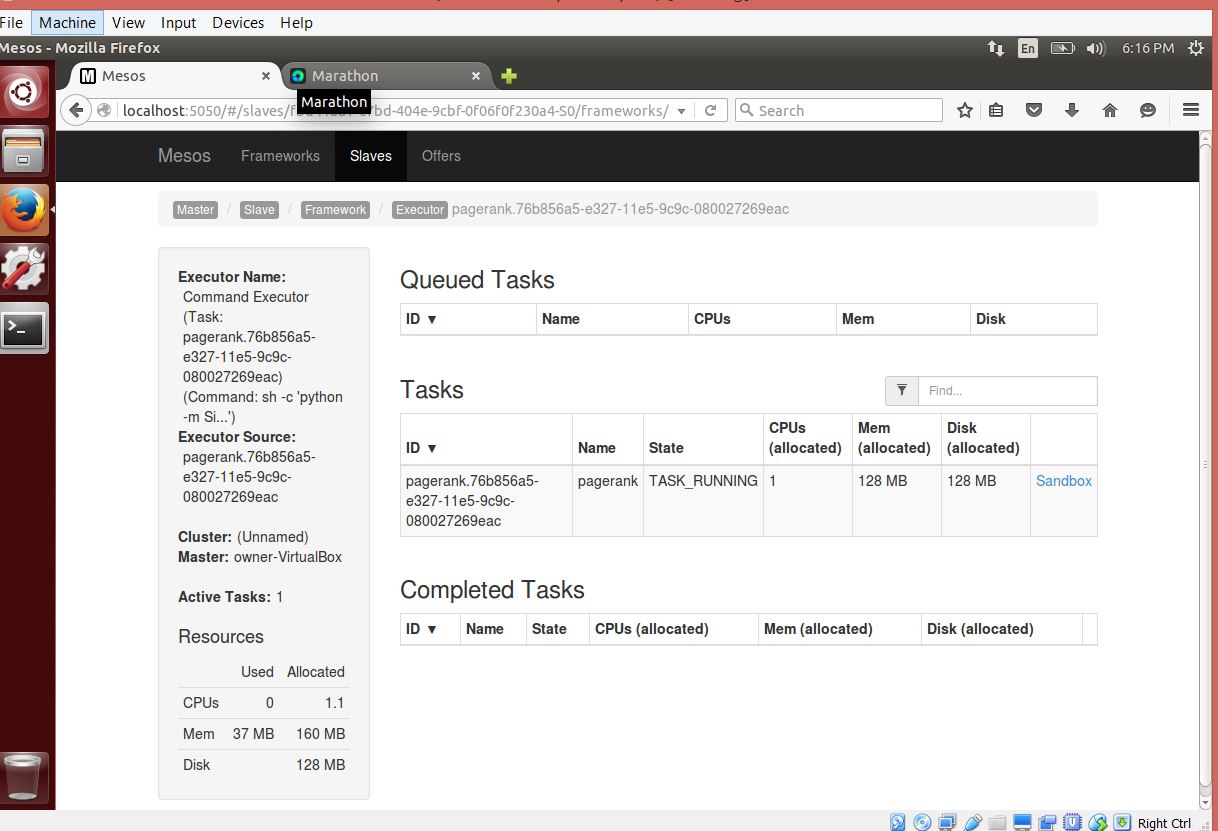 File Machine View Input Devices Help
Mesos - Mozilla Firefox En 6:16 PM
Mesos Marathon
Marathon
localhost:5050/#/slaves/ bd-404e-9cbf-0f06f0f230a4-S0/frameworks/ Search
Mesos Frameworks Slaves Offers
Master / Slave / Framework / Executor pagerank.76b856a5-e327-11e5-9c9c-080027269eac
Executor Name:
Command Executor
(Task:
pagerank.76b856a5-
e327-11e5-9c9c-
080027269eac)
(Command: sh -c 'python
-m Si...')
Executor Source:
pagerank.76b856a5-
e327-11e5-9c9c-
080027269eac
Cluster: (Unnamed)
Master: owner-VirtualBox
Active Tasks: 1
Resources
Used Allocated
CPUs 0 1.1
Mem 37 MB 160 MB
Disk 128 MB
Queued Tasks
ID ▼ Name CPUs Mem Disk
Tasks
Find...
ID ▼ Name State CPUs (allocated) Mem (allocated) Disk (allocated)
pagerank.76b856a5- pagerank TASK_RUNNING 1 128 MB 128 MB Sandbox
e327-11e5-9c9c-
080027269eac
Completed Tasks
ID ▼ Name State CPUs (allocated) Mem (allocated) Disk (allocated)
Right Ctrl